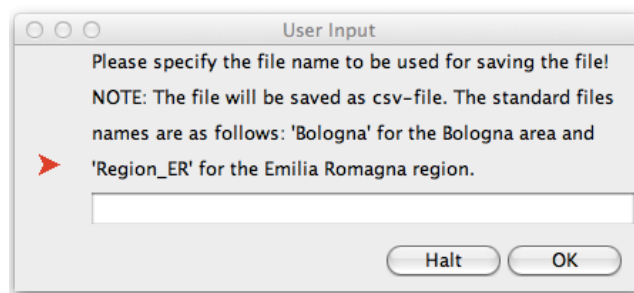 User Input
Please specify the file name to be used for saving the file!
NOTE: The file will be saved as csv-file. The standard files
names are as follows: 'Bologna' for the Bologna area and
'Region_ER' for the Emilia Romagna region.
Halt OK